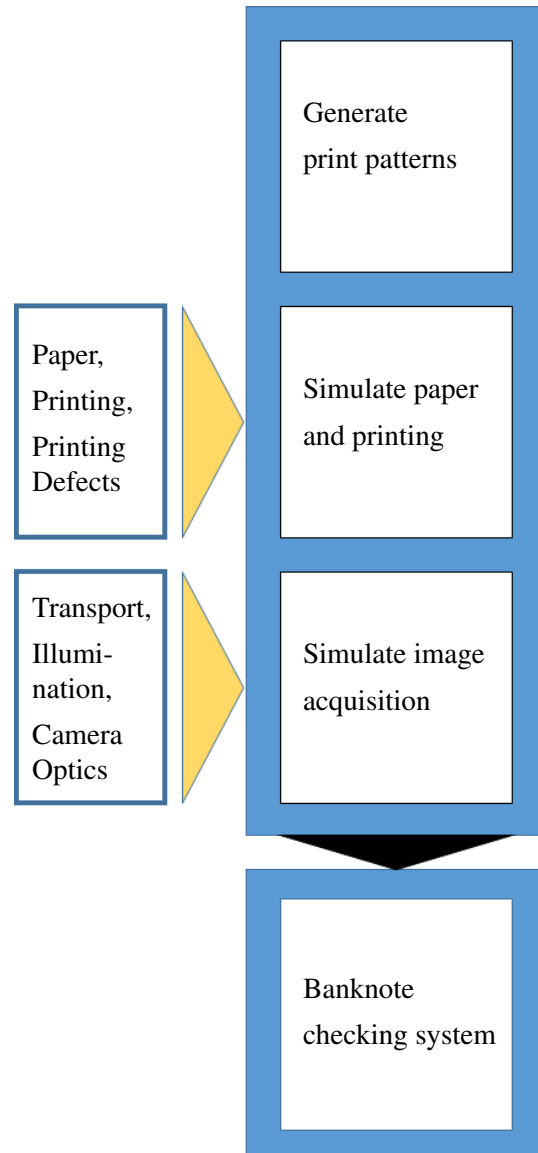 Generate
print patterns
Paper,
Printing,
Printing
Defects
Simulate paper
and printing
Transport,
Illumi-
nation,
Camera
Optics
Simulate image
acquisition
Banknote
checking system